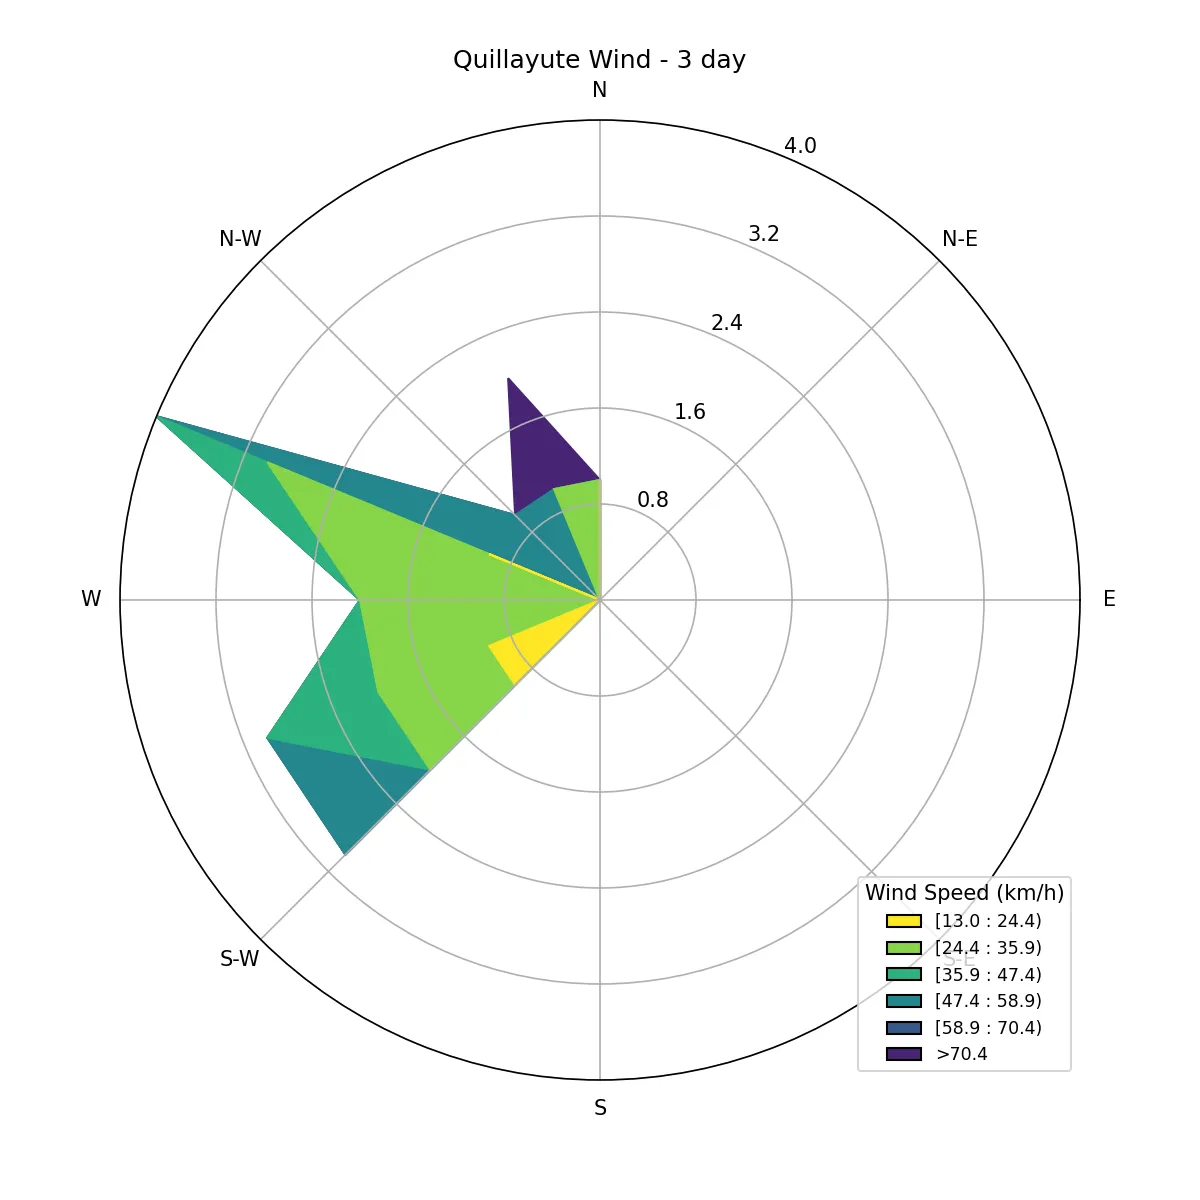 Quillayute Wind - 3 day
N
4.0
N-W
3.2
N-E
2.4
1.6
0.8
W
E
S-W
S-E
S
Wind Speed (km/h)
[13.0 : 24.4)
[24.4 : 35.9)
[35.9 : 47.4)
[47.4 : 58.9)
[58.9 : 70.4)
>70.4